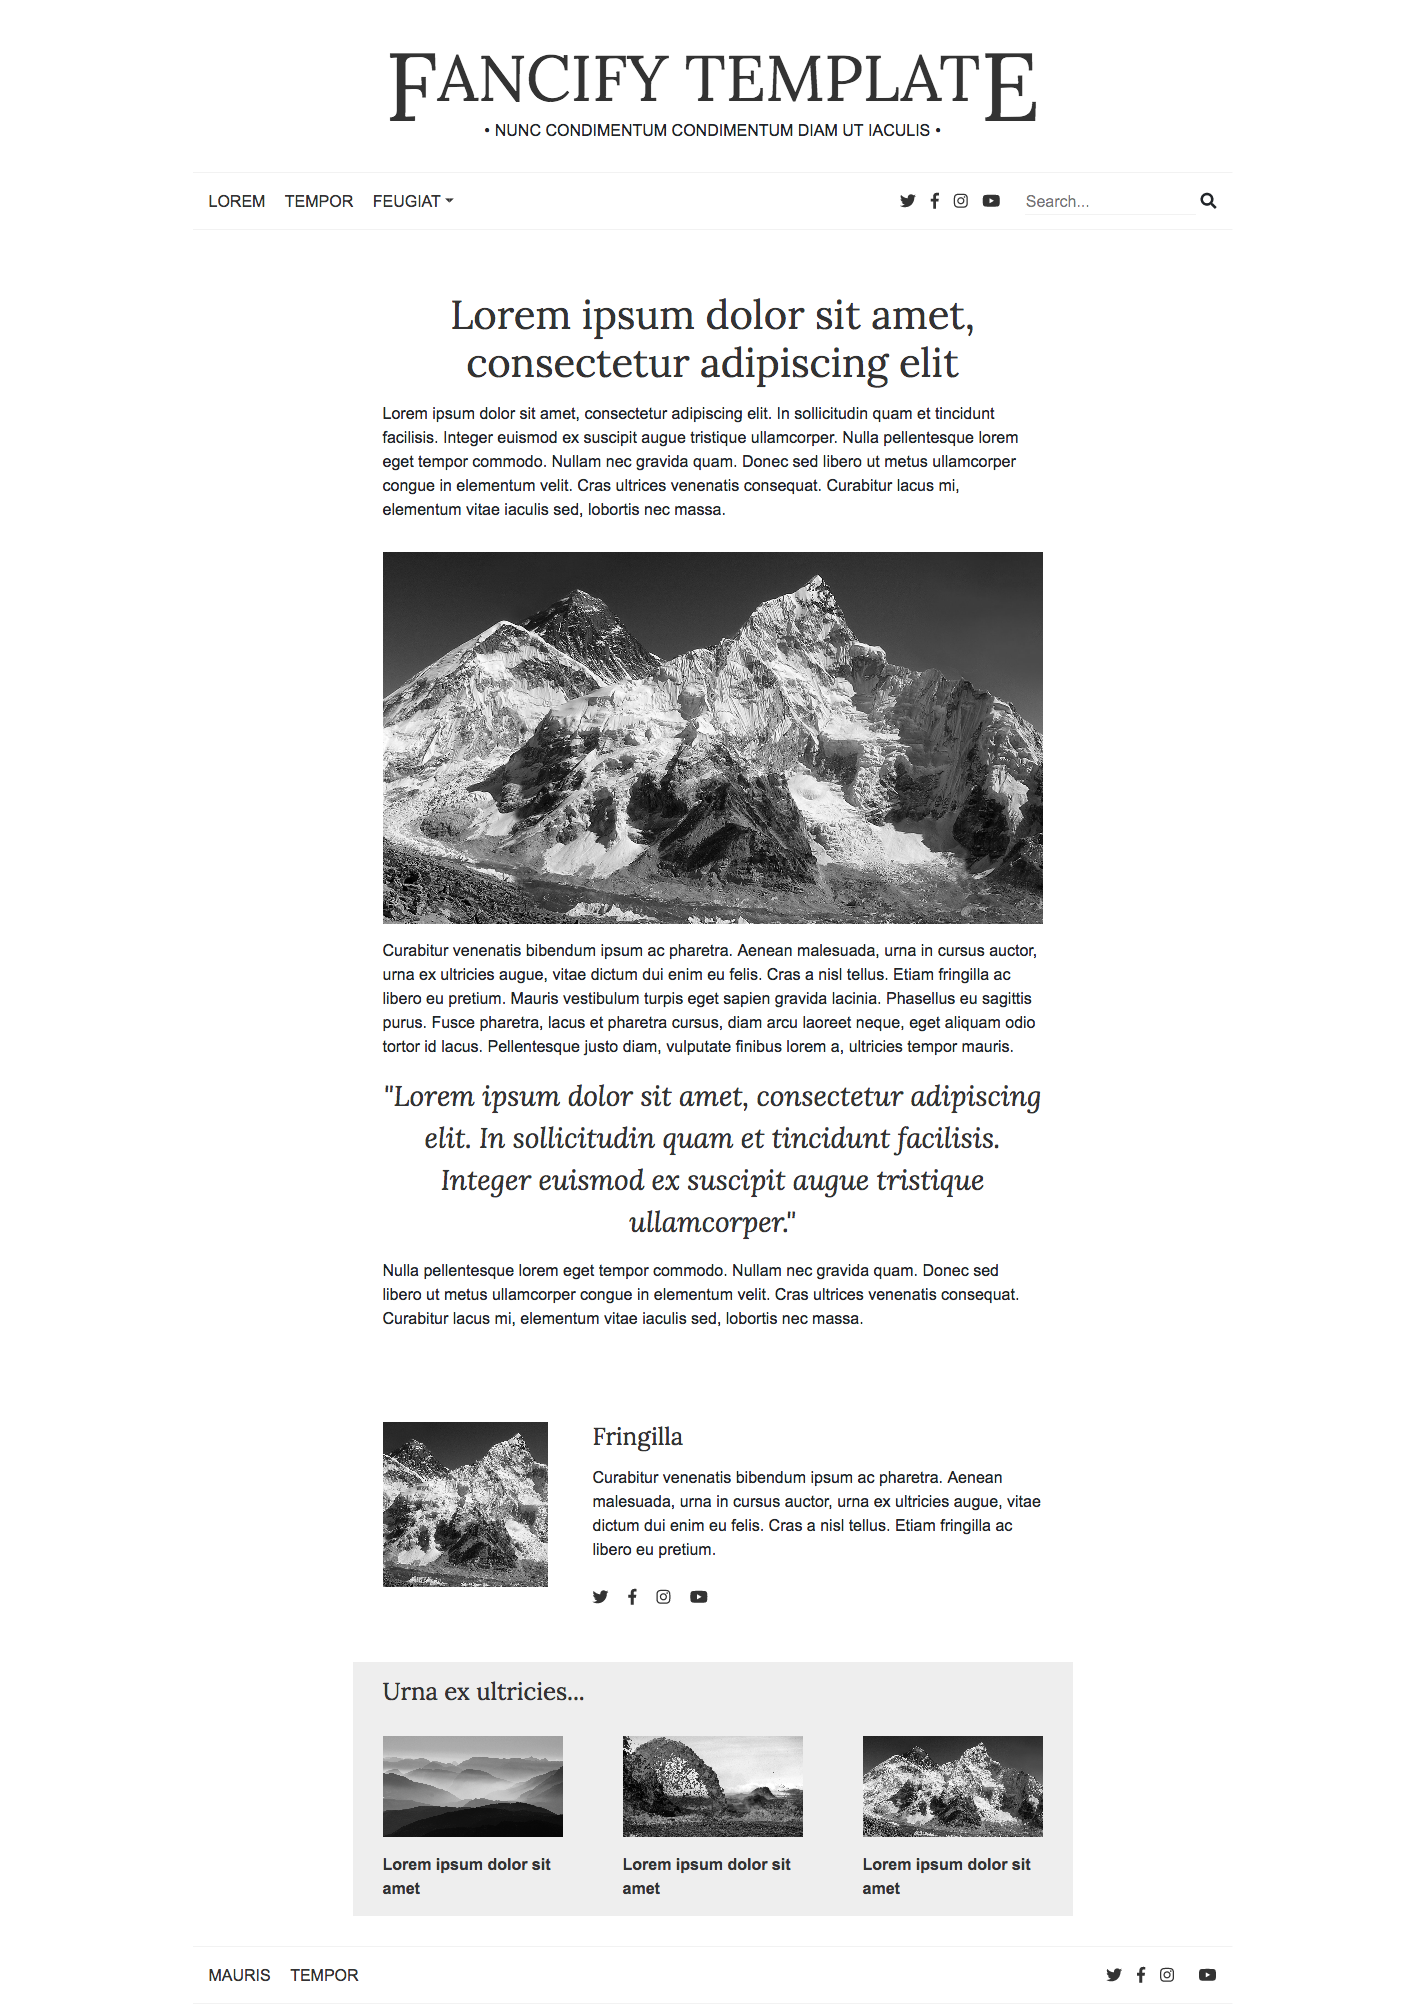 FANCIFY TEMPLATE
• NUNC CONDIMENTUM CONDIMENTUM DIAM UT IACULIS •
LOREM TEMPOR FEUGIAT Search...
Lorem ipsum dolor sit amet,
consectetur adipiscing elit
Lorem ipsum dolor sit amet, consectetur adipiscing elit. In sollicitudin quam et tincidunt
facilisis. Integer euismod ex suscipit augue tristique ullamcorper. Nulla pellentesque lorem
eget tempor commodo. Nullam nec gravida quam. Donec sed libero ut metus ullamcorper
congue in elementum velit. Cras ultrices venenatis consequat. Curabitur lacus mi,
elementum vitae iaculis sed, lobortis nec massa.
Curabitur venenatis bibendum ipsum ac pharetra. Aenean malesuada, urna in cursus auctor,
urna ex ultricies augue, vitae dictum dui enim eu felis. Cras a nisl tellus. Etiam fringilla ac
libero eu pretium. Mauris vestibulum turpis eget sapien gravida lacinia. Phasellus eu sagittis
purus. Fusce pharetra, lacus et pharetra cursus, diam arcu laoreet neque, eget aliquam odio
tortor id lacus. Pellentesque justo diam, vulputate finibus lorem a, ultricies tempor mauris.
"Lorem ipsum dolor sit amet, consectetur adipiscing
elit. In sollicitudin quam et tincidunt facilisis.
Integer euismod ex suscipit augue tristique
ullamcorper."
Nulla pellentesque lorem eget tempor commodo. Nullam nec gravida quam. Donec sed
libero ut metus ullamcorper congue in elementum velit. Cras ultrices venenatis consequat.
Curabitur lacus mi, elementum vitae iaculis sed, lobortis nec massa.
Fringilla
Curabitur venenatis bibendum ipsum ac pharetra. Aenean
malesuada, urna in cursus auctor, urna ex ultricies augue, vitae
dictum dui enim eu felis. Cras a nisl tellus. Etiam fringilla ac
libero eu pretium.
Urna ex ultricies...
Lorem ipsum dolor sit
amet
Lorem ipsum dolor sit
amet
Lorem ipsum dolor sit
amet
MAURIS TEMPOR